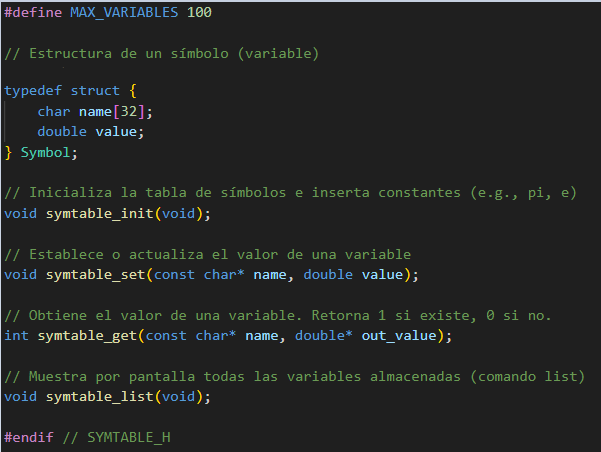 #define MAX_VARIABLES 100
// Estructura de un símbolo (variable)
typedef struct {
    char name[32];
    double value;
} Symbol;
// Inicializa la tabla de símbolos e inserta constantes (e.g., pi, e)
void symtable_init(void);
// Establece o actualiza el valor de una variable
void symtable_set(const char* name, double value);
// Obtiene el valor de una variable. Retorna 1 si existe, 0 si no.
int symtable_get(const char* name, double* out_value);
// Muestra por pantalla todas las variables almacenadas (comando list)
void symtable_list(void);
#endif // SYMTABLE_H